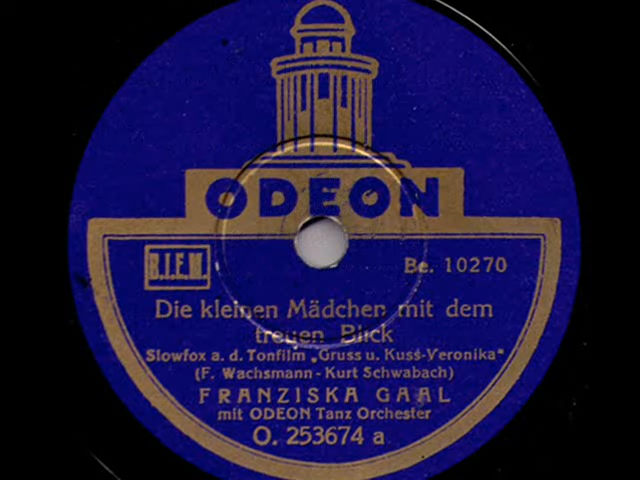 ODEON
B.I.E.M.
Be. 10270
Die kleinen Mädchen mit dem
treuen Blick
Slowfox a. d. Tonfilm „Gruss u. Kuss-Veronika"
(F. Wachsmann - Kurt Schwabach)
FRANZISKA GAAL
mit ODEON Tanz Orchester
O. 253674 a